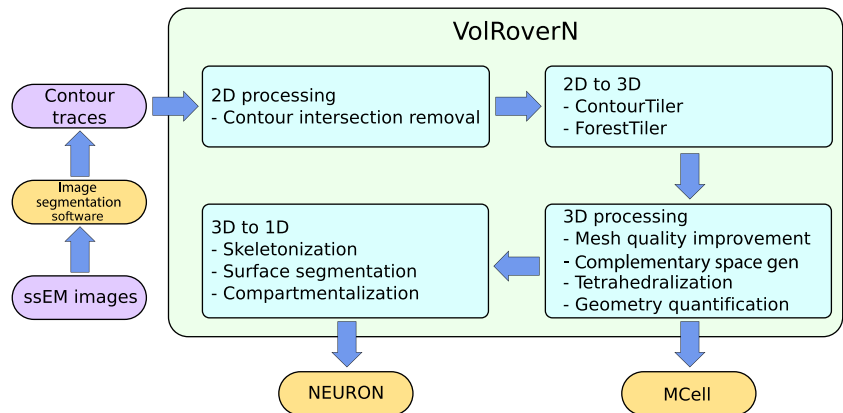 VolRoverN
Contour
traces
2D processing
- Contour intersection removal
2D to 3D
- ContourTiler
- ForestTiler
Image
segmentation
software
3D to 1D
- Skeletonization
- Surface segmentation
- Compartmentalization
3D processing
- Mesh quality improvement
- Complementary space gen
- Tetrahedralization
- Geometry quantification
ssEM images
NEURON
MCell